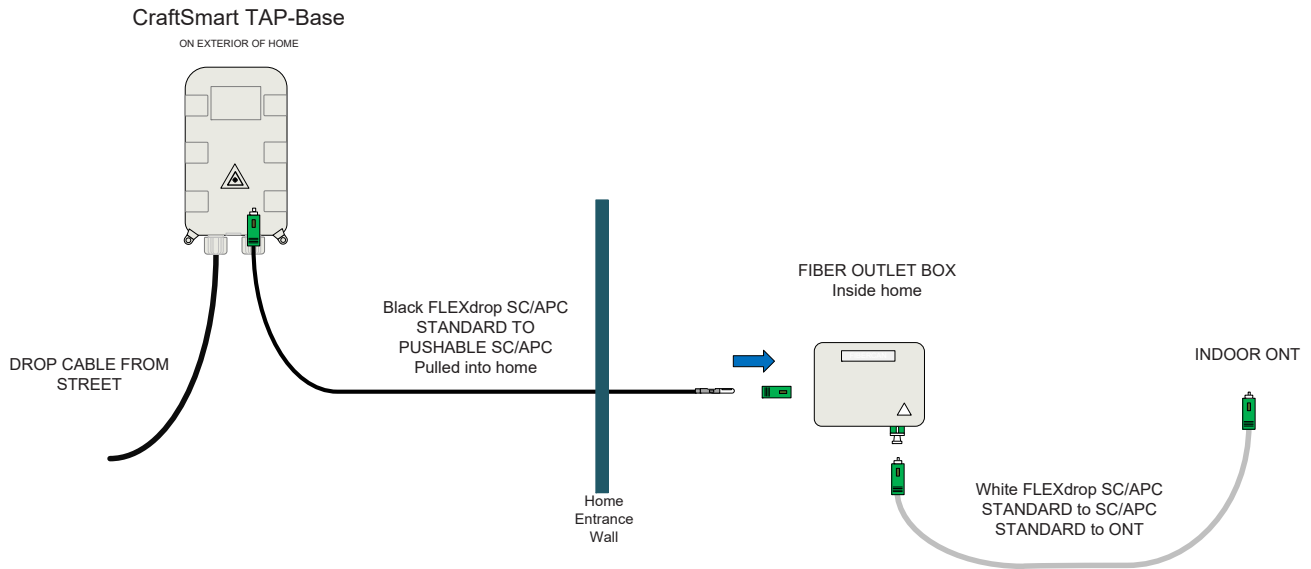 CraftSmart TAP-Base
ON EXTERIOR OF HOME
DROP CABLE FROM
STREET
Black FLEXdrop SC/APC
STANDARD TO
PUSHABLE SC/APC
Pulled into home
Home
Entrance
Wall
FIBER OUTLET BOX
Inside home
White FLEXdrop SC/APC
STANDARD to SC/APC
STANDARD to ONT
INDOOR ONT